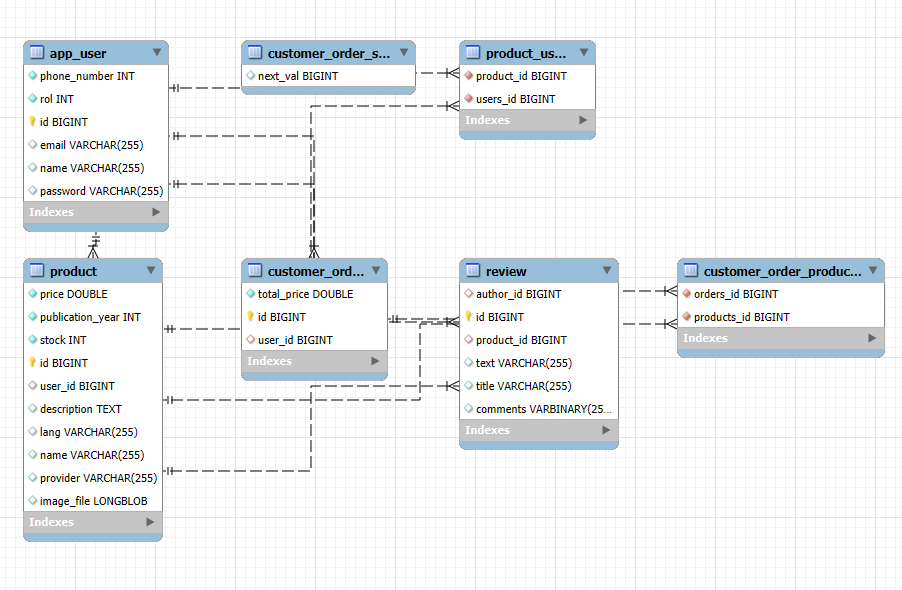 app_user
phone_number INT
rol INT
id BIGINT
email VARCHAR(255)
name VARCHAR(255)
password VARCHAR(255)
Indexes
customer_order_s...
next_val BIGINT
product_us...
product_id BIGINT
users_id BIGINT
Indexes
product
price DOUBLE
publication_year INT
stock INT
id BIGINT
user_id BIGINT
description TEXT
lang VARCHAR(255)
name VARCHAR(255)
provider VARCHAR(255)
image_file LONGBLOB
Indexes
customer_ord...
total_price DOUBLE
id BIGINT
user_id BIGINT
Indexes
review
author_id BIGINT
id BIGINT
product_id BIGINT
text VARCHAR(255)
title VARCHAR(255)
comments VARBINARY(25...
Indexes
customer_order_produc...
orders_id BIGINT
products_id BIGINT
Indexes